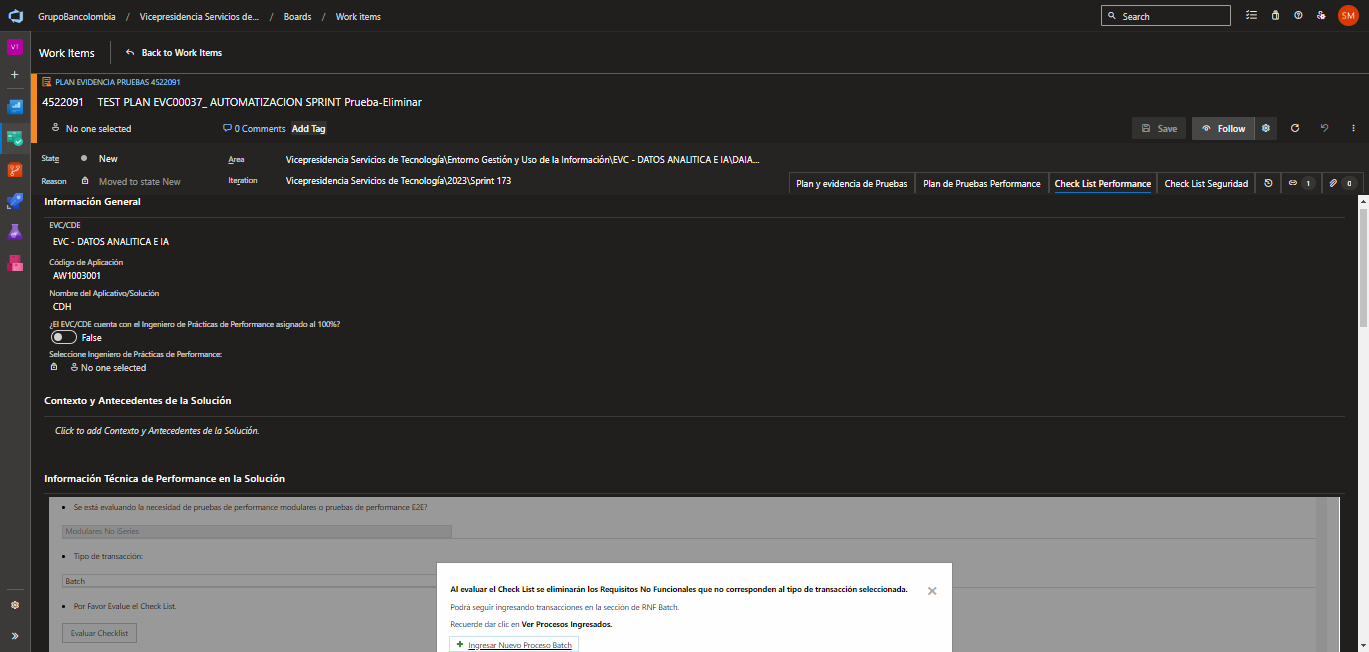 GrupoBancolombia / Vicepresidencia Servicios de... / Boards / Work items
Search
SM
VT
Work Items
Back to Work Items
PLAN EVIDENCIA PRUEBAS 4522091
4522091 TEST PLAN EVC00037_ AUTOMATIZACION SPRINT Prueba-Eliminar
No one selected
0 Comments
Add Tag
Save
Follow
State
New
Area
Vicepresidencia Servicios de Tecnología\Entorno Gestión y Uso de la Información\EVC - DATOS ANALITICA E IA\DAIA...
Reason
Moved to state New
Iteration
Vicepresidencia Servicios de Tecnología\2023\Sprint 173
Plan y evidencia de Pruebas
Plan de Pruebas Performance
Check List Performance
Check List Seguridad
1
0
Información General
EVC/CDE
EVC - DATOS ANALITICA E IA
Código de Aplicación
AW1003001
Nombre del Aplicativo/Solución
CDH
¿El EVC/CDE cuenta con el Ingeniero de Prácticas de Performance asignado al 100%?
False
Seleccione Ingeniero de Prácticas de Performance:
No one selected
Contexto y Antecedentes de la Solución
Click to add Contexto y Antecedentes de la Solución.
Información Técnica de Performance en la Solución
Se está evaluando la necesidad de pruebas de performance modulares o pruebas de performance E2E?
Modulares No iSeries
Tipo de transacción:
Batch
Por Favor Evalue el Check List.
Evaluar Checklist
Al evaluar el Check List se eliminarán los Requisitos No Funcionales que no corresponden al tipo de transacción seleccionada.
Podrá seguir ingresando transacciones en la sección de RNF Batch.
Recuerde dar clic en Ver Procesos Ingresados.
Ingresar Nuevo Proceso Batch